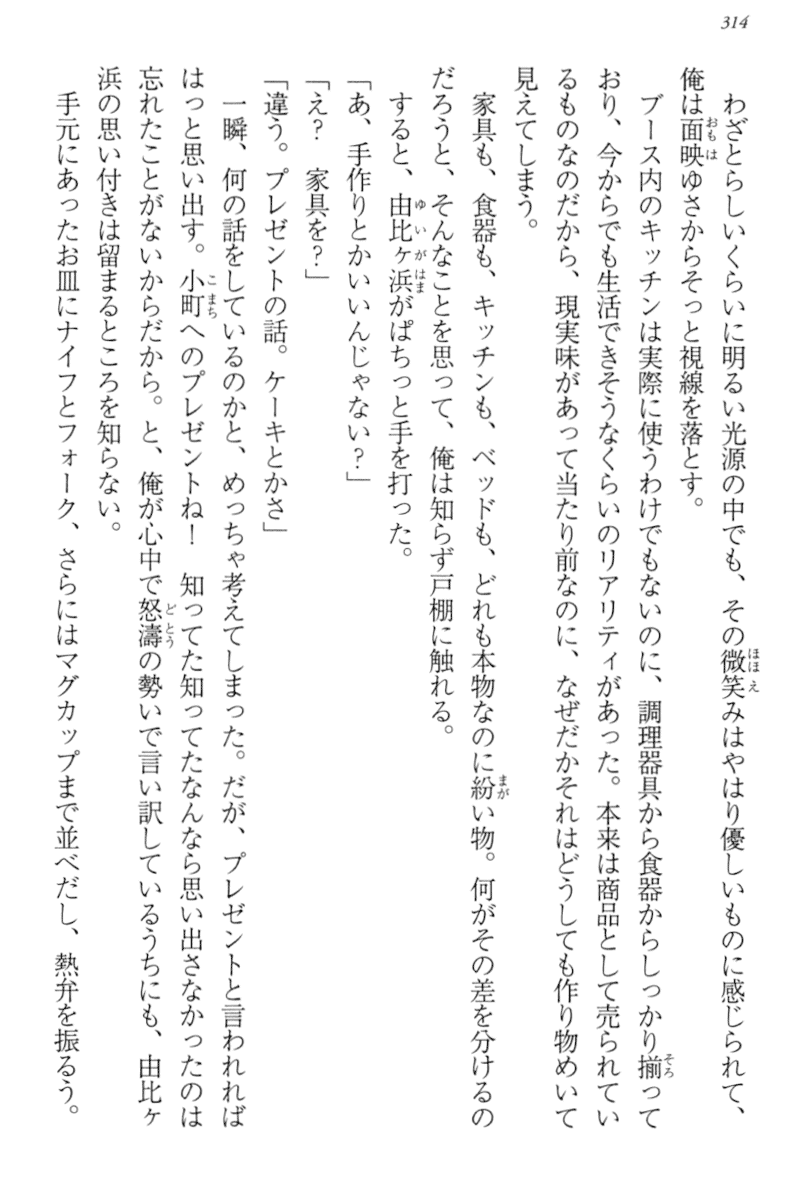 314
わざとらしいくらいに明るい光源の中でも、その微笑みはやはり優しいものに感じられて、
俺は面映ゆさからそっと視線を落とす。
ブース内のキッチンは実際に使うわけでもないのに、調理器具から食器からしっかり揃って
おり、今からでも生活できそうなくらいのリアリティがあった。本来は商品として売られてい
るものなのだから、現実味があって当たり前なのに、なぜだかそれはどうしても作り物めいて
見えてしまう。
家具も、食器も、キッチンも、ベッドも、どれも本物なのに紛い物。何がその差を分けるの
だろうと、そんなことを思って、俺は知らず戸棚に触れる。
すると、由比ヶ浜がぱちっと手を打った。
「あ、手作りとかいいんじゃない？」
「え？　家具を？」
「違う。プレゼントの話。ケーキとかさ」
一瞬、何の話をしているのかと、めっちゃ考えてしまった。だが、プレゼントと言われれば
はっと思い出す。小町へのプレゼントね！　知ってた知ってたなんなら思い出さなかったのは
忘れたことがないからだから。と、俺が心中で怒濤の勢いで言い訳しているうちにも、由比ヶ
浜の思い付きは留まるところを知らない。
手元にあったお皿にナイフとフォーク、さらにはマグカップまで並べだし、熱弁を振るう。